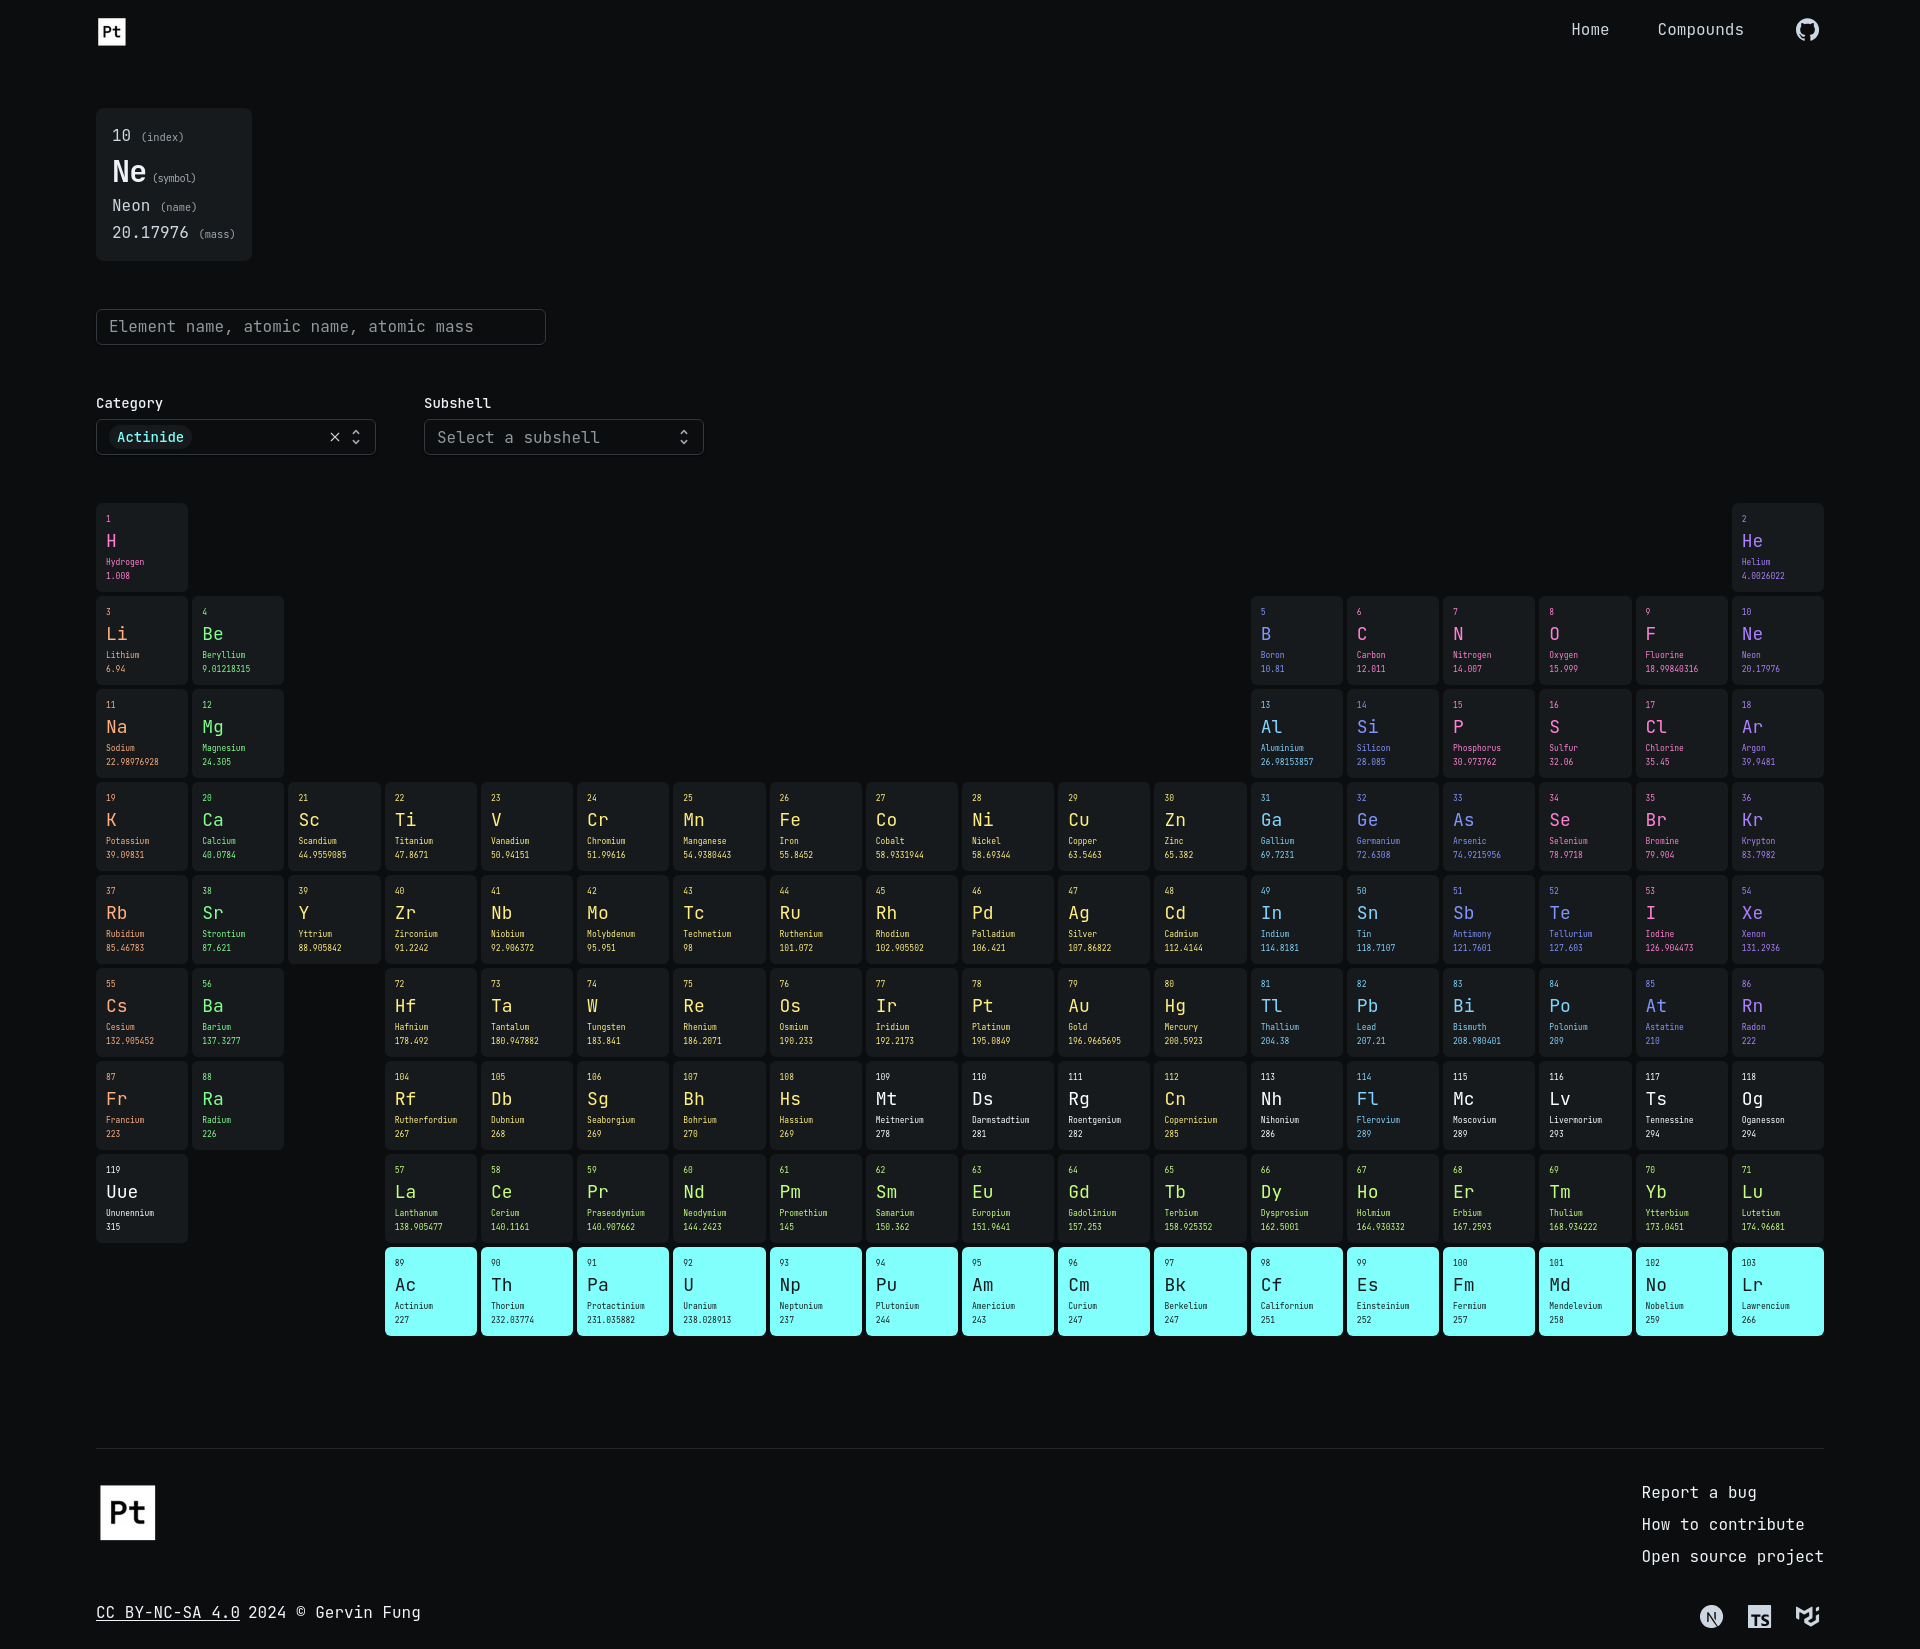 Pt
Home Compounds
10 (index)
Ne (symbol)
Neon (name)
20.17976 (mass)
Element name, atomic name, atomic mass
Category Subshell
Actinide Select a subshell
1 2
H He
Hydrogen Helium
1.008 4.0026022
3 4 5 6 7 8 9 10
Li Be B C N O F Ne
Lithium Beryllium Boron Carbon Nitrogen Oxygen Fluorine Neon
6.94 9.01218315 10.81 12.011 14.007 15.999 18.99840316 20.17976
11 12 13 14 15 16 17 18
Na Mg Al Si P S Cl Ar
Sodium Magnesium Aluminium Silicon Phosphorus Sulfur Chlorine Argon
22.98976928 24.305 26.98153857 28.085 30.973762 32.06 35.45 39.9481
19 20 21 22 23 24 25 26 27 28 29 30 31 32 33 34 35 36
K Ca Sc Ti V Cr Mn Fe Co Ni Cu Zn Ga Ge As Se Br Kr
Potassium Calcium Scandium Titanium Vanadium Chromium Manganese Iron Cobalt Nickel Copper Zinc Gallium Germanium Arsenic Selenium Bromine Krypton
39.09831 40.0784 44.9559085 47.8671 50.94151 51.99616 54.9380443 55.8452 58.9331944 58.69344 63.5463 65.382 69.7231 72.6308 74.9215956 78.9718 79.904 83.7982
37 38 39 40 41 42 43 44 45 46 47 48 49 50 51 52 53 54
Rb Sr Y Zr Nb Mo Tc Ru Rh Pd Ag Cd In Sn Sb Te I Xe
Rubidium Strontium Yttrium Zirconium Niobium Molybdenum Technetium Ruthenium Rhodium Palladium Silver Cadmium Indium Tin Antimony Tellurium Iodine Xenon
85.46783 87.621 88.905842 91.2242 92.906372 95.951 98 101.072 102.905502 106.421 107.86822 112.4144 114.8181 118.7107 121.7601 127.603 126.904473 131.2936
55 56 72 73 74 75 76 77 78 79 80 81 82 83 84 85 86
Cs Ba Hf Ta W Re Os Ir Pt Au Hg Tl Pb Bi Po At Rn
Cesium Barium Hafnium Tantalum Tungsten Rhenium Osmium Iridium Platinum Gold Mercury Thallium Lead Bismuth Polonium Astatine Radon
132.905452 137.3277 178.492 180.947882 183.841 186.2071 190.233 192.2173 195.0849 196.9665695 200.5923 204.38 207.21 208.980401 209 210 222
87 88 104 105 106 107 108 109 110 111 112 113 114 115 116 117 118
Fr Ra Rf Db Sg Bh Hs Mt Ds Rg Cn Nh Fl Mc Lv Ts Og
Francium Radium Rutherfordium Dubnium Seaborgium Bohrium Hassium Meitnerium Darmstadtium Roentgenium Copernicium Nihonium Flerovium Moscovium Livermorium Tennessine Oganesson
223 226 267 268 269 270 269 278 281 282 285 286 289 289 293 294 294
119 57 58 59 60 61 62 63 64 65 66 67 68 69 70 71
Uue La Ce Pr Nd Pm Sm Eu Gd Tb Dy Ho Er Tm Yb Lu
Ununennium Lanthanum Cerium Praseodymium Neodymium Promethium Samarium Europium Gadolinium Terbium Dysprosium Holmium Erbium Thulium Ytterbium Lutetium
315 138.905477 140.1161 140.907662 144.2423 145 150.362 151.9641 157.253 158.925352 162.5001 164.930332 167.2593 168.934222 173.0451 174.96681
89 90 91 92 93 94 95 96 97 98 99 100 101 102 103
Ac Th Pa U Np Pu Am Cm Bk Cf Es Fm Md No Lr
Actinium Thorium Protactinium Uranium Neptunium Plutonium Americium Curium Berkelium Californium Einsteinium Fermium Mendelevium Nobelium Lawrencium
227 232.03774 231.035882 238.028913 237 244 243 247 247 251 252 257 258 259 266
Pt
Report a bug
How to contribute
Open source project
CC BY-NC-SA 4.0 2024 © Gervin Fung
N TS